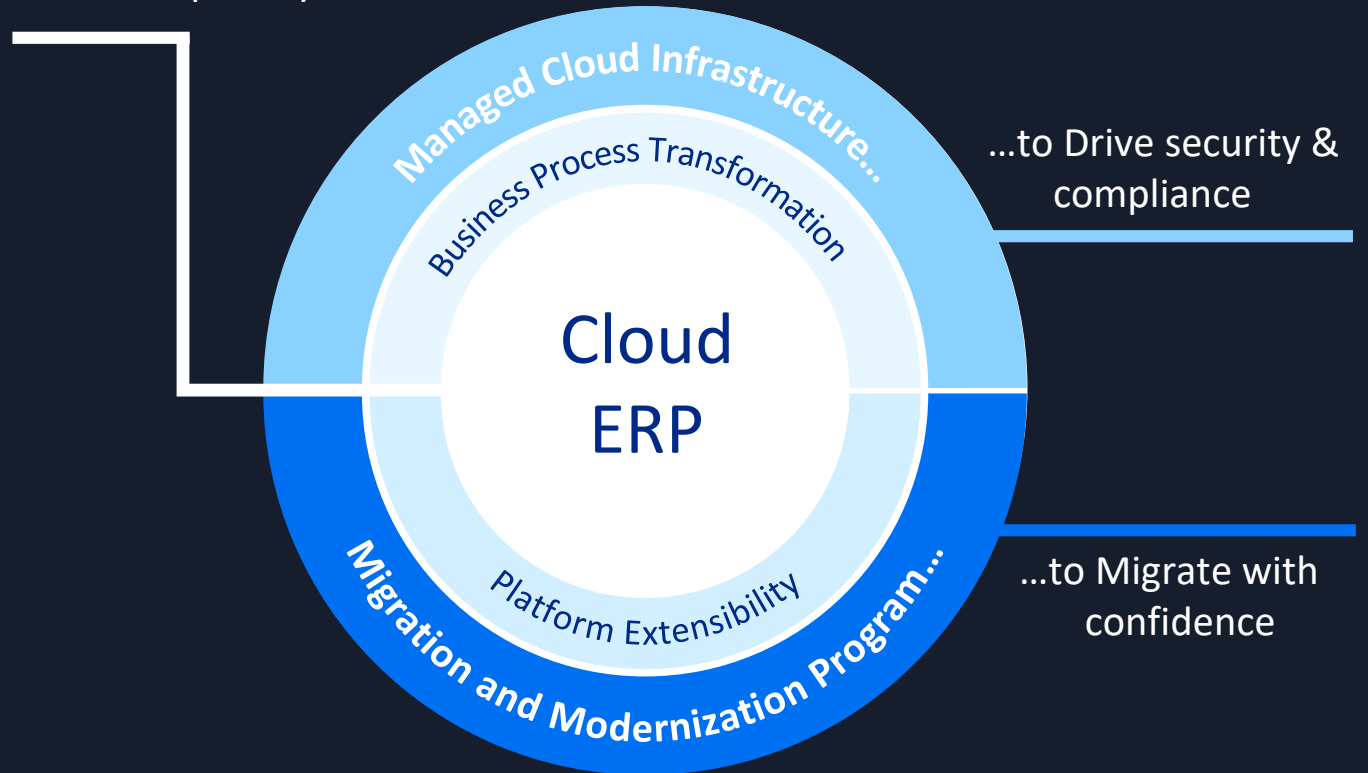 Managed Cloud Infrastructure...
Business Process Transformation
Cloud
ERP
Platform Extensibility
Migration and Modernization Program...
...to Drive security &
compliance
...to Migrate with
confidence